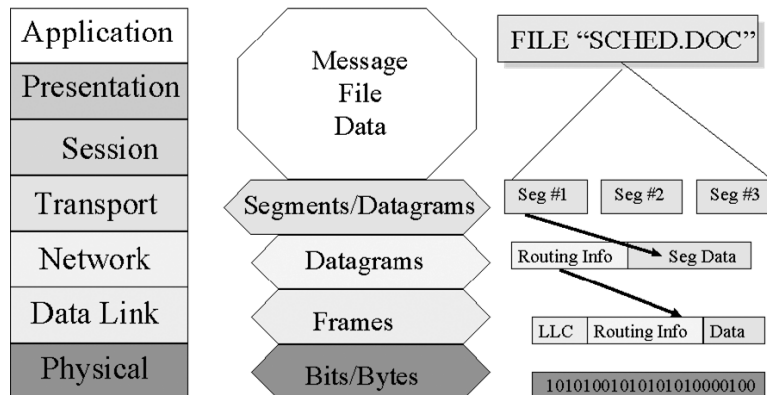 Application
Presentation
Session
Transport
Network
Data Link
Physical
Message
File
Data
Segments/Datagrams
Datagrams
Frames
Bits/Bytes
FILE “SCHED.DOC”
Seg #1 Seg #2 Seg #3
Routing Info Seg Data
LLC Routing Info Data
10101001010101010000100